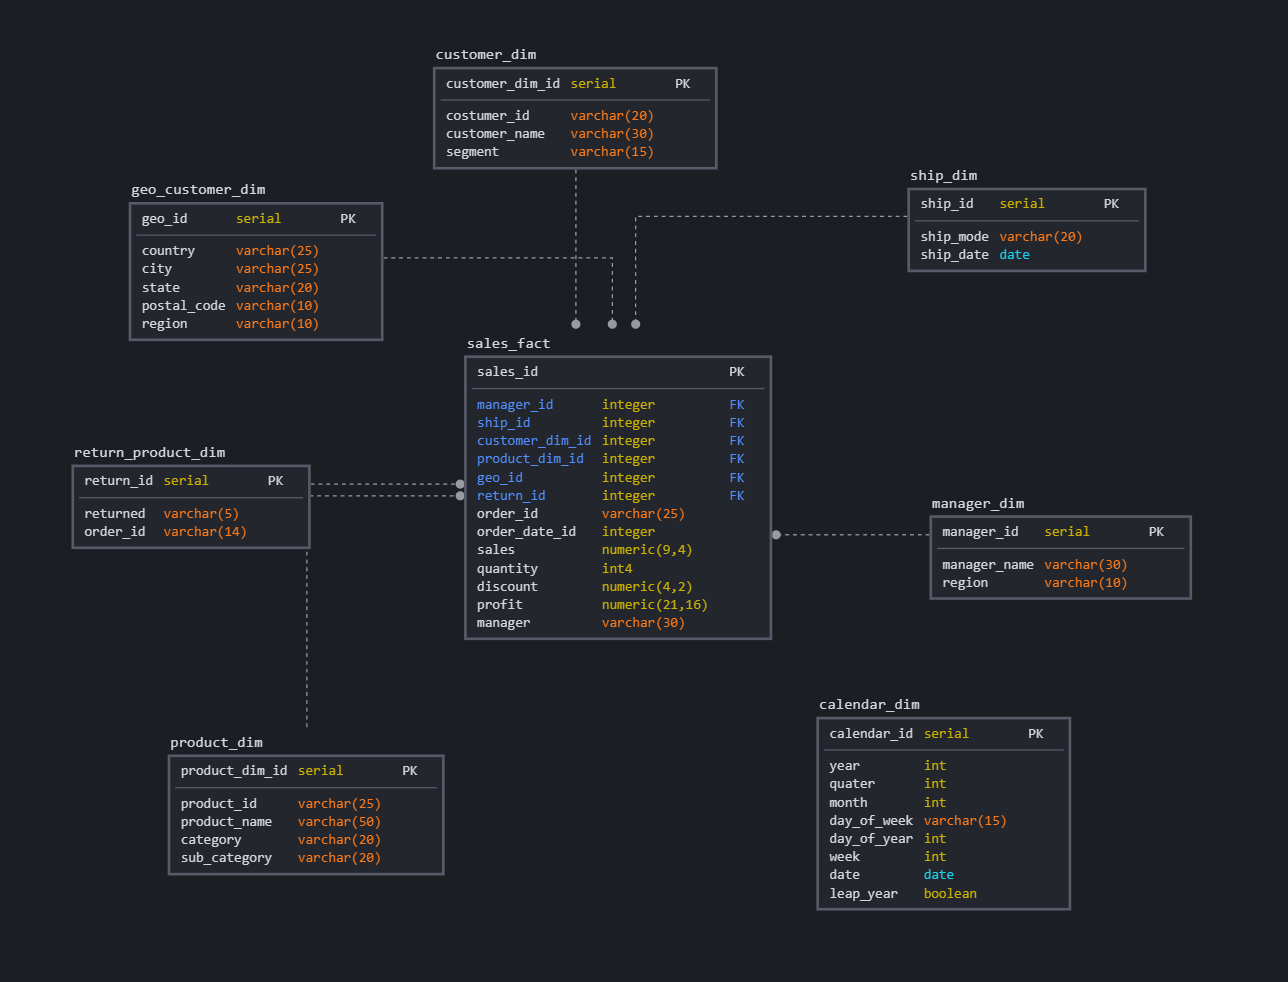 customer_dim
customer_dim_id serial PK
costumer_id varchar(20)
customer_name varchar(30)
segment varchar(15)
geo_customer_dim
geo_id serial PK
country varchar(25)
city varchar(25)
state varchar(20)
postal_code varchar(10)
region varchar(10)
ship_dim
ship_id serial PK
ship_mode varchar(20)
ship_date date
sales_fact
sales_id PK
manager_id integer FK
ship_id integer FK
customer_dim_id integer FK
product_dim_id integer FK
geo_id integer FK
return_id integer FK
order_id varchar(25)
order_date_id integer
sales numeric(9,4)
quantity int4
discount numeric(4,2)
profit numeric(21,16)
manager varchar(30)
return_product_dim
return_id serial PK
returned varchar(5)
order_id varchar(14)
manager_dim
manager_id serial PK
manager_name varchar(30)
region varchar(10)
product_dim
product_dim_id serial PK
product_id varchar(25)
product_name varchar(50)
category varchar(20)
sub_category varchar(20)
calendar_dim
calendar_id serial PK
year int
quater int
month int
day_of_week varchar(15)
day_of_year int
week int
date date
leap_year boolean